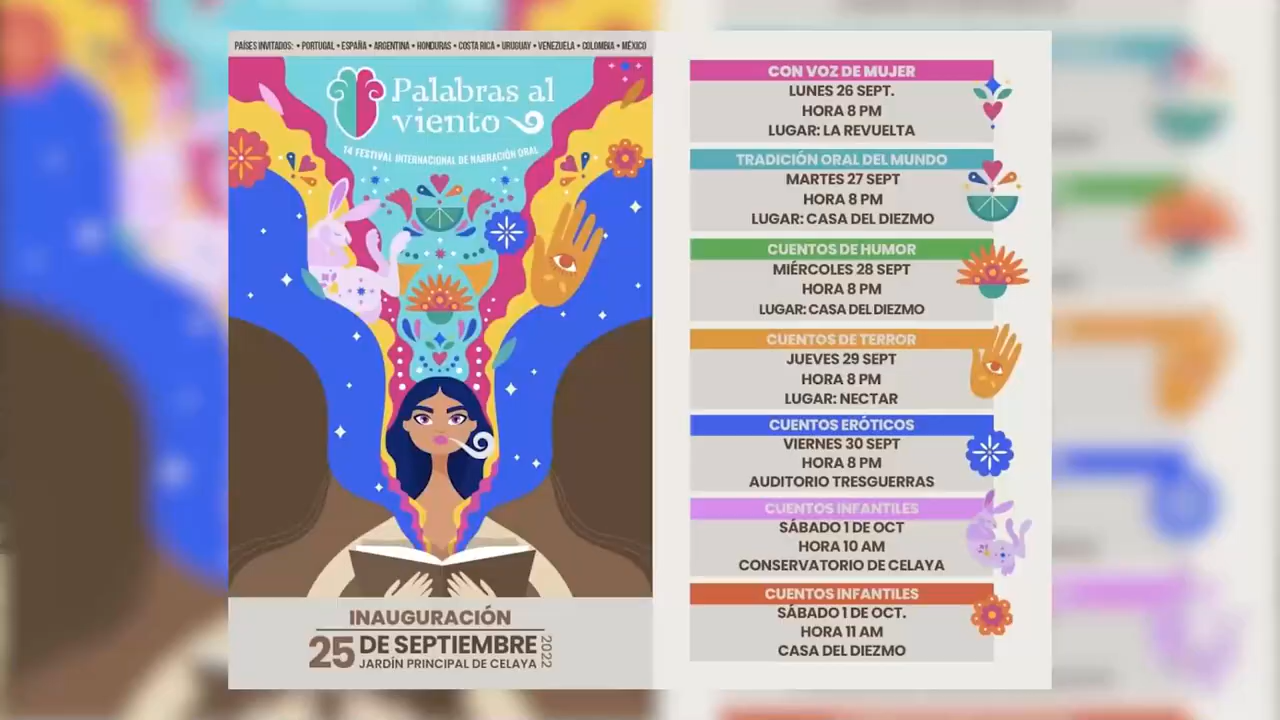 PAÍSES INVITADOS: • PORTUGAL • ESPAÑA • ARGENTINA • HONDURAS • COSTA RICA • URUGUAY • VENEZUELA • COLOMBIA • MÉXICO
Palabras al
viento
14 FESTIVAL INTERNACIONAL DE NARRACIÓN ORAL
INAUGURACIÓN
25 DE SEPTIEMBRE 2022
JARDÍN PRINCIPAL DE CELAYA
CON VOZ DE MUJER
LUNES 26 SEPT.
HORA 8 PM
LUGAR: LA REVUELTA
TRADICIÓN ORAL DEL MUNDO
MARTES 27 SEPT
HORA 8 PM
LUGAR: CASA DEL DIEZMO
CUENTOS DE HUMOR
MIÉRCOLES 28 SEPT
HORA 8 PM
LUGAR: CASA DEL DIEZMO
CUENTOS DE TERROR
JUEVES 29 SEPT
HORA 8 PM
LUGAR: NECTAR
CUENTOS ERÓTICOS
VIERNES 30 SEPT
HORA 8 PM
AUDITORIO TRESGUERRAS
CUENTOS INFANTILES
SÁBADO 1 DE OCT
HORA 10 AM
CONSERVATORIO DE CELAYA
CUENTOS INFANTILES
SÁBADO 1 DE OCT.
HORA 11 AM
CASA DEL DIEZMO